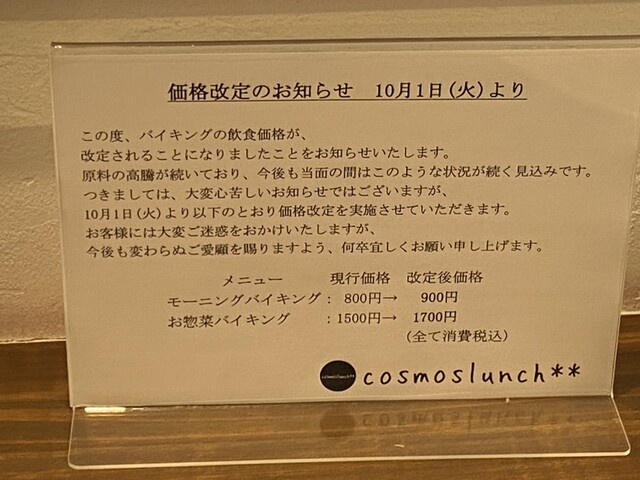 価格改定のお知らせ　10月1日(火)より
この度、バイキングの飲食価格が、
改定されることになりましたことをお知らせいたします。
原料の高騰が続いており、今後も当面の間はこのような状況が続く見込みです。
つきましては、大変心苦しいお知らせではございますが、
10月1日(火)より以下のとおり価格改定を実施させていただきます。
お客様には大変ご迷惑をおかけいたしますが、
今後も変わらぬご愛顧を賜りますよう、何卒宜しくお願い申し上げます。
メニュー　現行価格　改定後価格
モーニングバイキング：800円→　900円
お惣菜バイキング　：1500円→　1700円
(全て消費税込)
cosmoslunch**